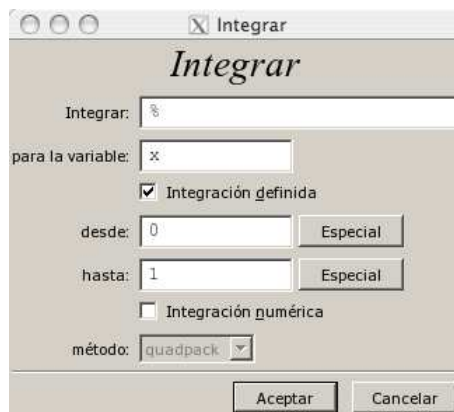 Integrar
Integrar
Integrar: %
para la variable: x
Integración definida
desde: 0 Especial
hasta: 1 Especial
Integración numérica
método: quadpack
Aceptar Cancelar